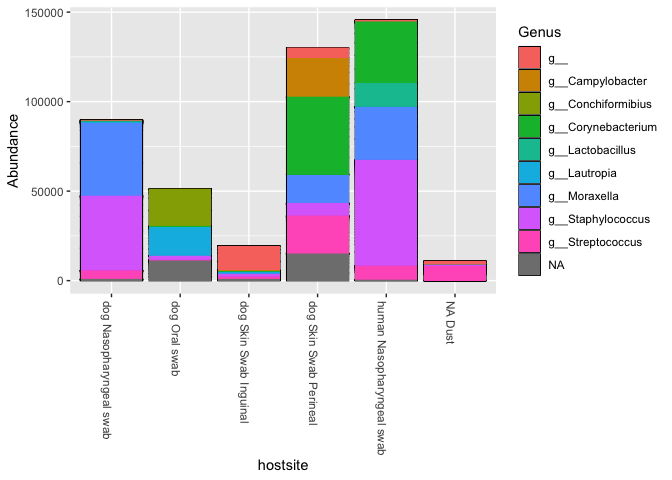 150000
100000
50000
0
Abundance
dog Nasopharyngeal swab
dog Oral swab
dog Skin Swab Inguinal
dog Skin Swab Perineal
human Nasopharyngeal swab
NA Dust
hostsite
Genus
g__
g__Campylobacter
g__Conchiformibius
g__Corynebacterium
g__Lactobacillus
g__Lautropia
g__Moraxella
g__Staphylococcus
g__Streptococcus
NA